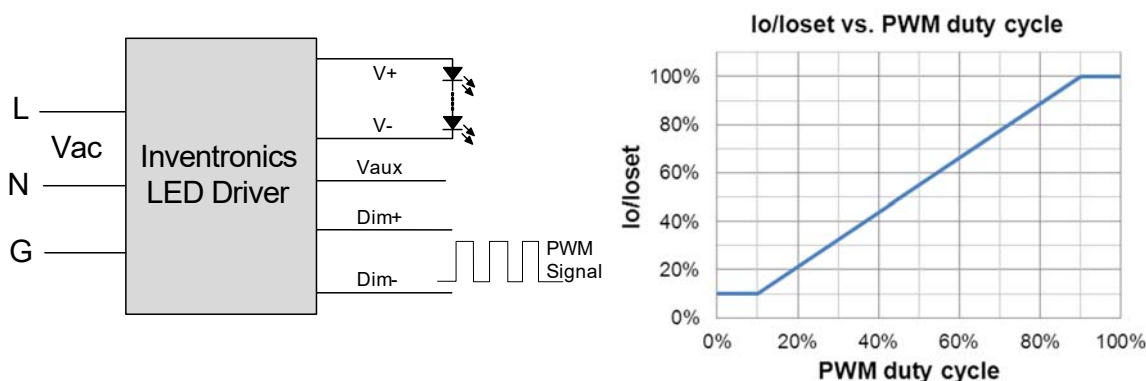 L
Vac
N
G
Inventronics
LED Driver
V+
V-
Vaux
Dim+
Dim-
PWM
Signal
Io/Ioset vs. PWM duty cycle
Io/Ioset
100%
80%
60%
40%
20%
0%
0% 20% 40% 60% 80% 100%
PWM duty cycle